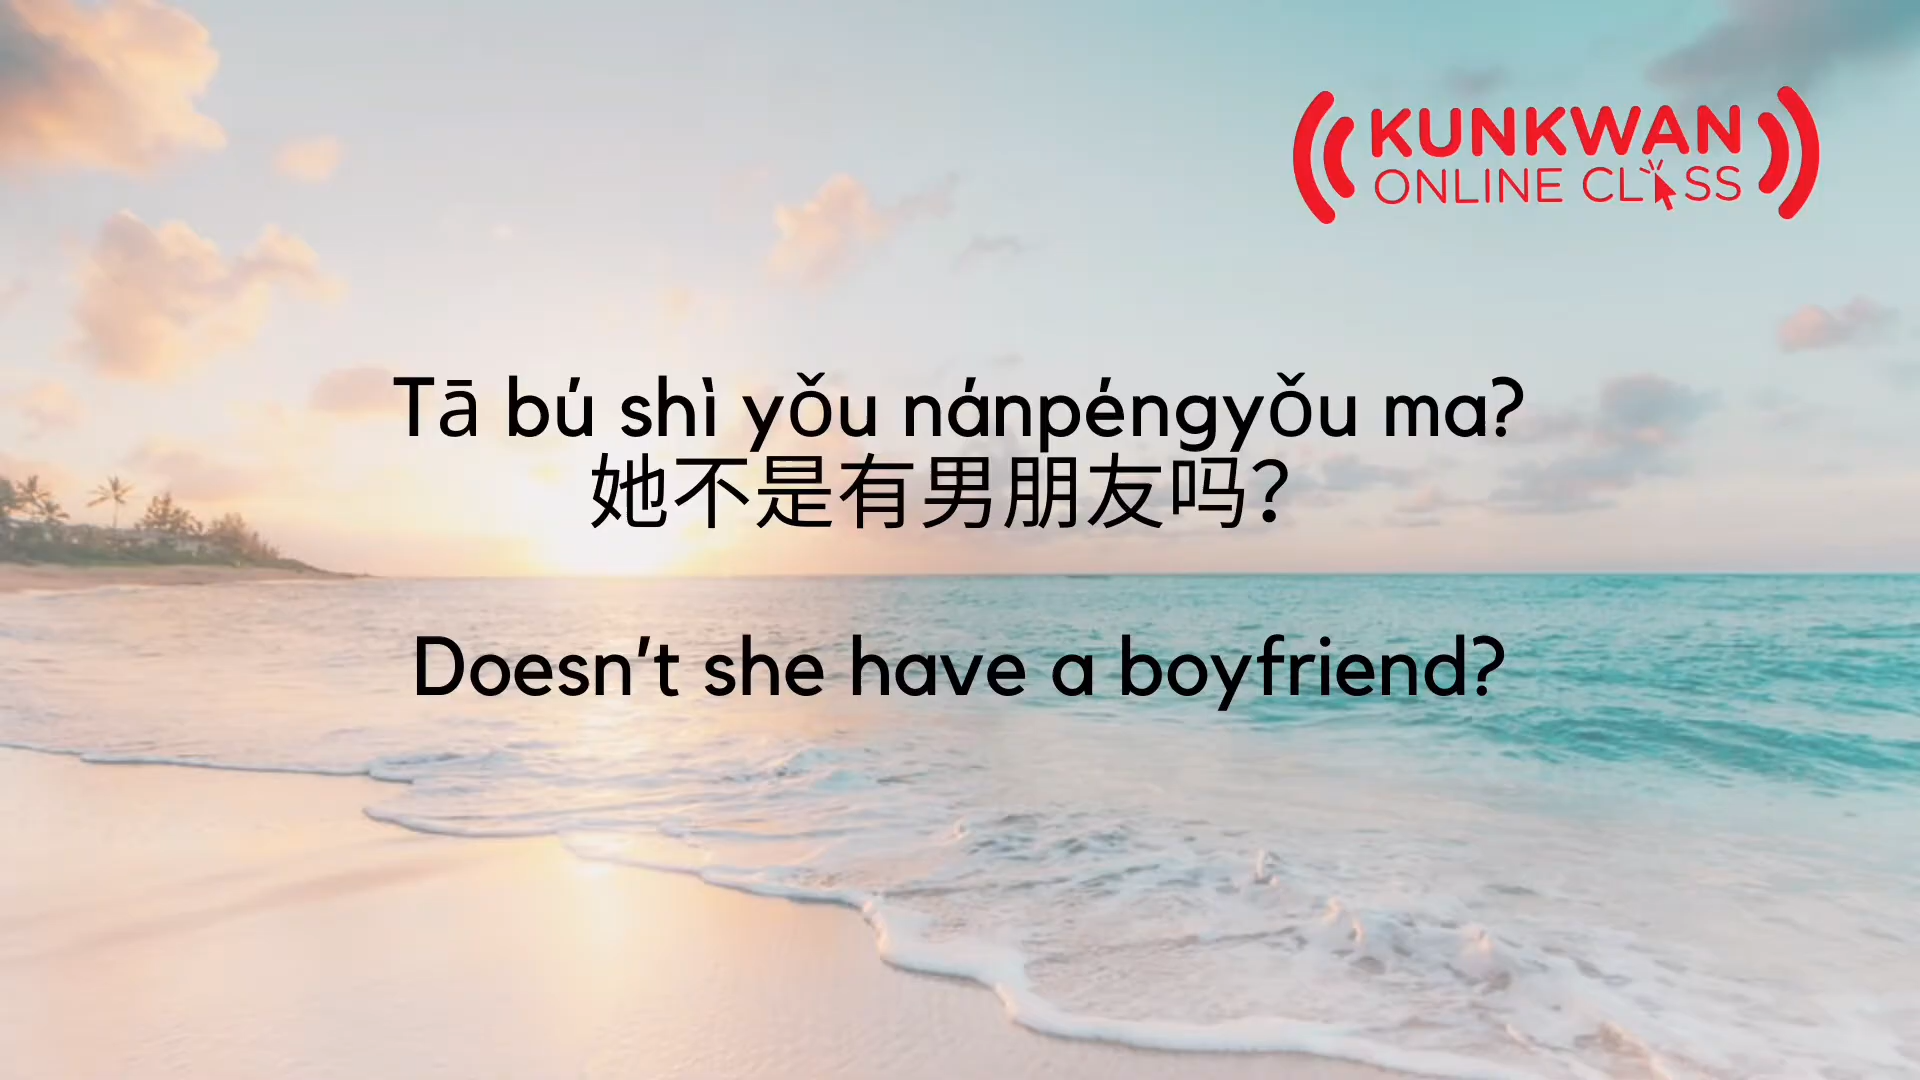 KUNKWAN
ONLINE CLASS
Tā bú shì yǒu nánpéngyǒu ma?
她不是有男朋友吗?
Doesn't she have a boyfriend?